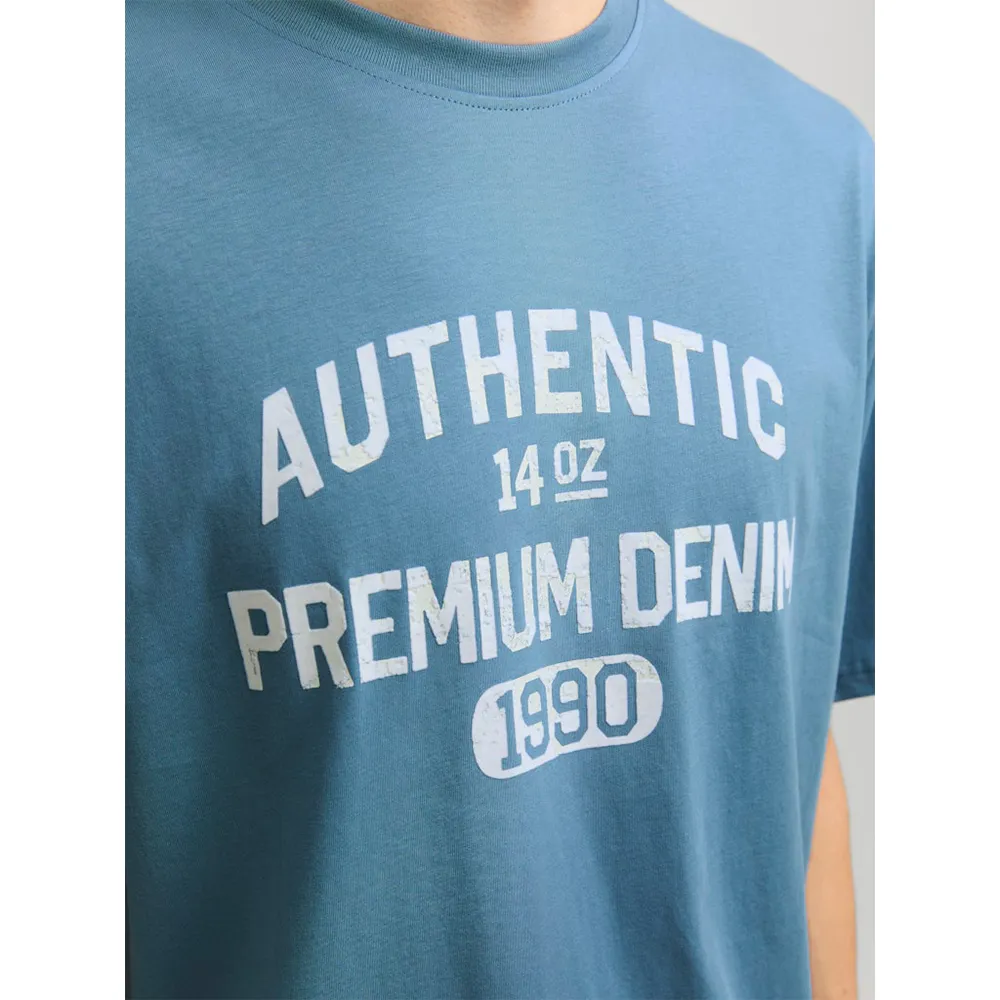 AUTHENTIC
14 OZ
PREMIUM DENIM
1990